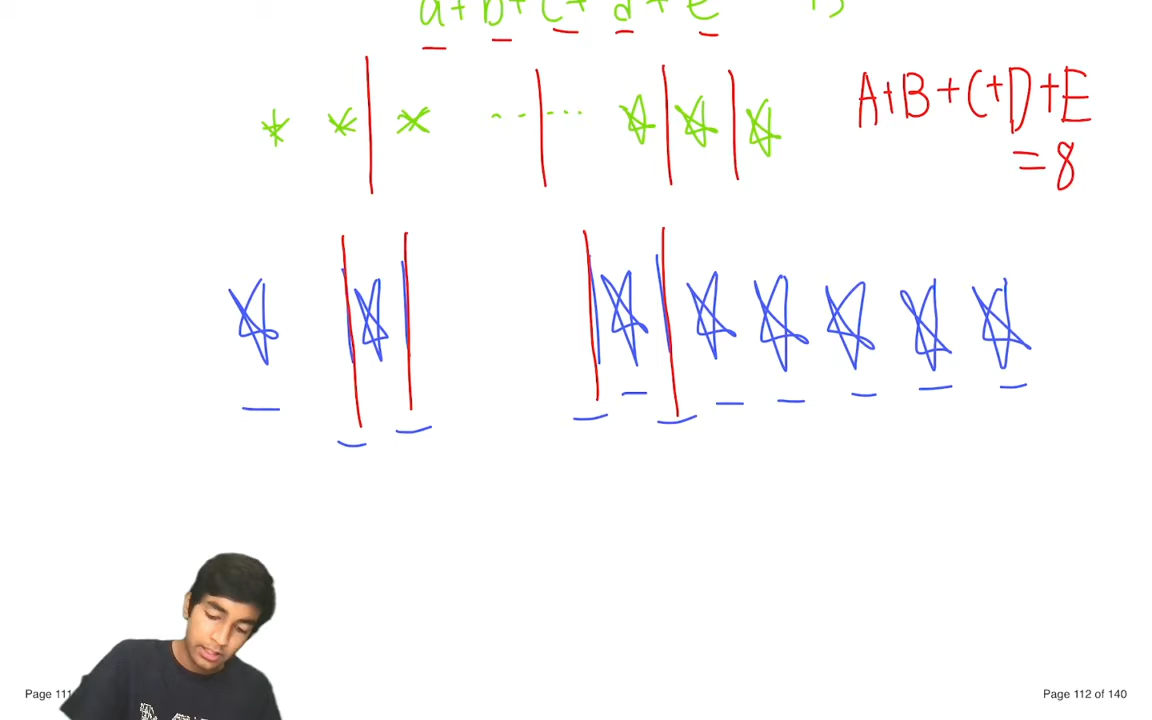 a + b + c + d + e
A+B+C+D+E
=8
Page 111
Page 112 of 140